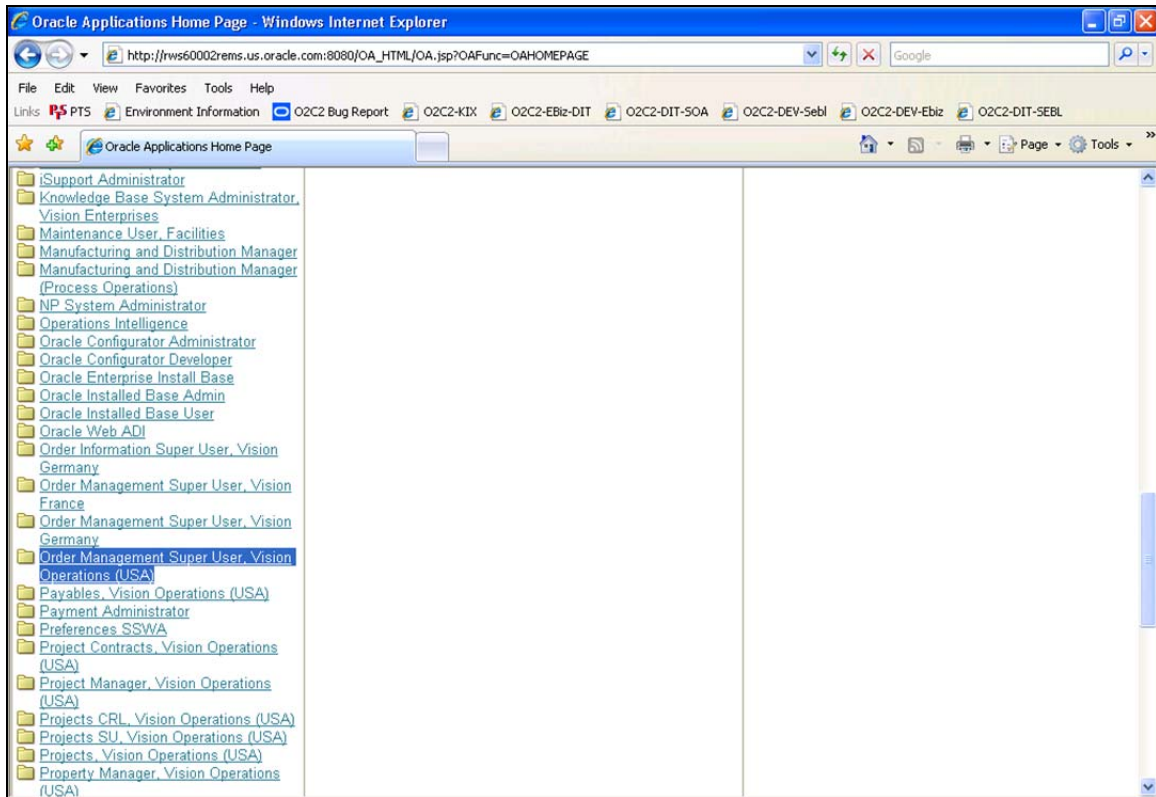 Oracle Applications Home Page - Windows Internet Explorer
http://rws60002rems.us.oracle.com:8080/OA_HTML/OA.jsp?OAFunc=OAHOMEPAGE
Google
File Edit View Favorites Tools Help
Links PTS Environment Information O2C2 Bug Report O2C2-KIX O2C2-EBiz-DIT O2C2-DIT-SOA O2C2-DEV-Sebl O2C2-DEV-Ebiz O2C2-DIT-SEBL
Oracle Applications Home Page
Page Tools
iSupport Administrator
Knowledge Base System Administrator,
Vision Enterprises
Maintenance User, Facilities
Manufacturing and Distribution Manager
Manufacturing and Distribution Manager
(Process Operations)
NP System Administrator
Operations Intelligence
Oracle Configurator Administrator
Oracle Configurator Developer
Oracle Enterprise Install Base
Oracle Installed Base Admin
Oracle Installed Base User
Oracle Web ADI
Order Information Super User, Vision
Germany
Order Management Super User, Vision
France
Order Management Super User, Vision
Germany
Order Management Super User, Vision
Operations (USA)
Payables, Vision Operations (USA)
Payment Administrator
Preferences SSWA
Project Contracts, Vision Operations
(USA)
Project Manager, Vision Operations
(USA)
Projects CRL, Vision Operations (USA)
Projects SU, Vision Operations (USA)
Projects, Vision Operations (USA)
Property Manager, Vision Operations
(USA)